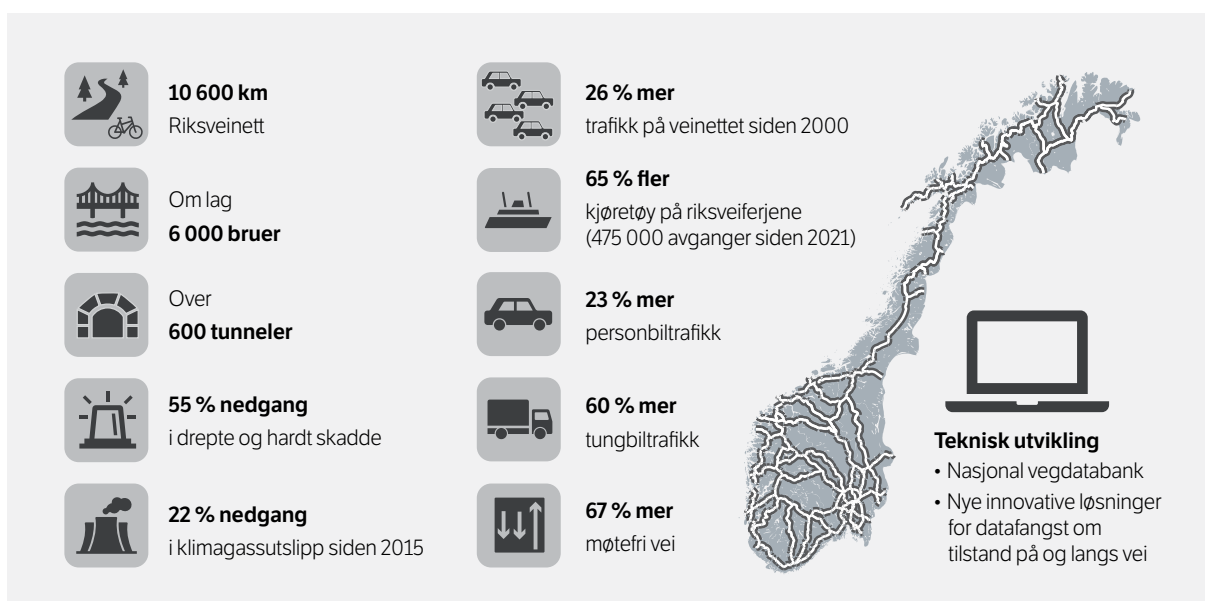 10 600 km
Riksveinett
Om lag
6 000 bruer
Over
600 tunneler
55 % nedgang
i drepte og hardt skadde
22 % nedgang
i klimagassutslipp siden 2015
26 % mer
trafikk på veinettet siden 2000
65 % fler
kjøretøy på riksveiferjene
(475 000 avganger siden 2021)
23 % mer
personbiltrafikk
60 % mer
tungbiltrafikk
67 % mer
møtefri vei
Teknisk utvikling
• Nasjonal vegdatabank
• Nye innovative løsninger
for datafangst om
tilstand på og langs vei